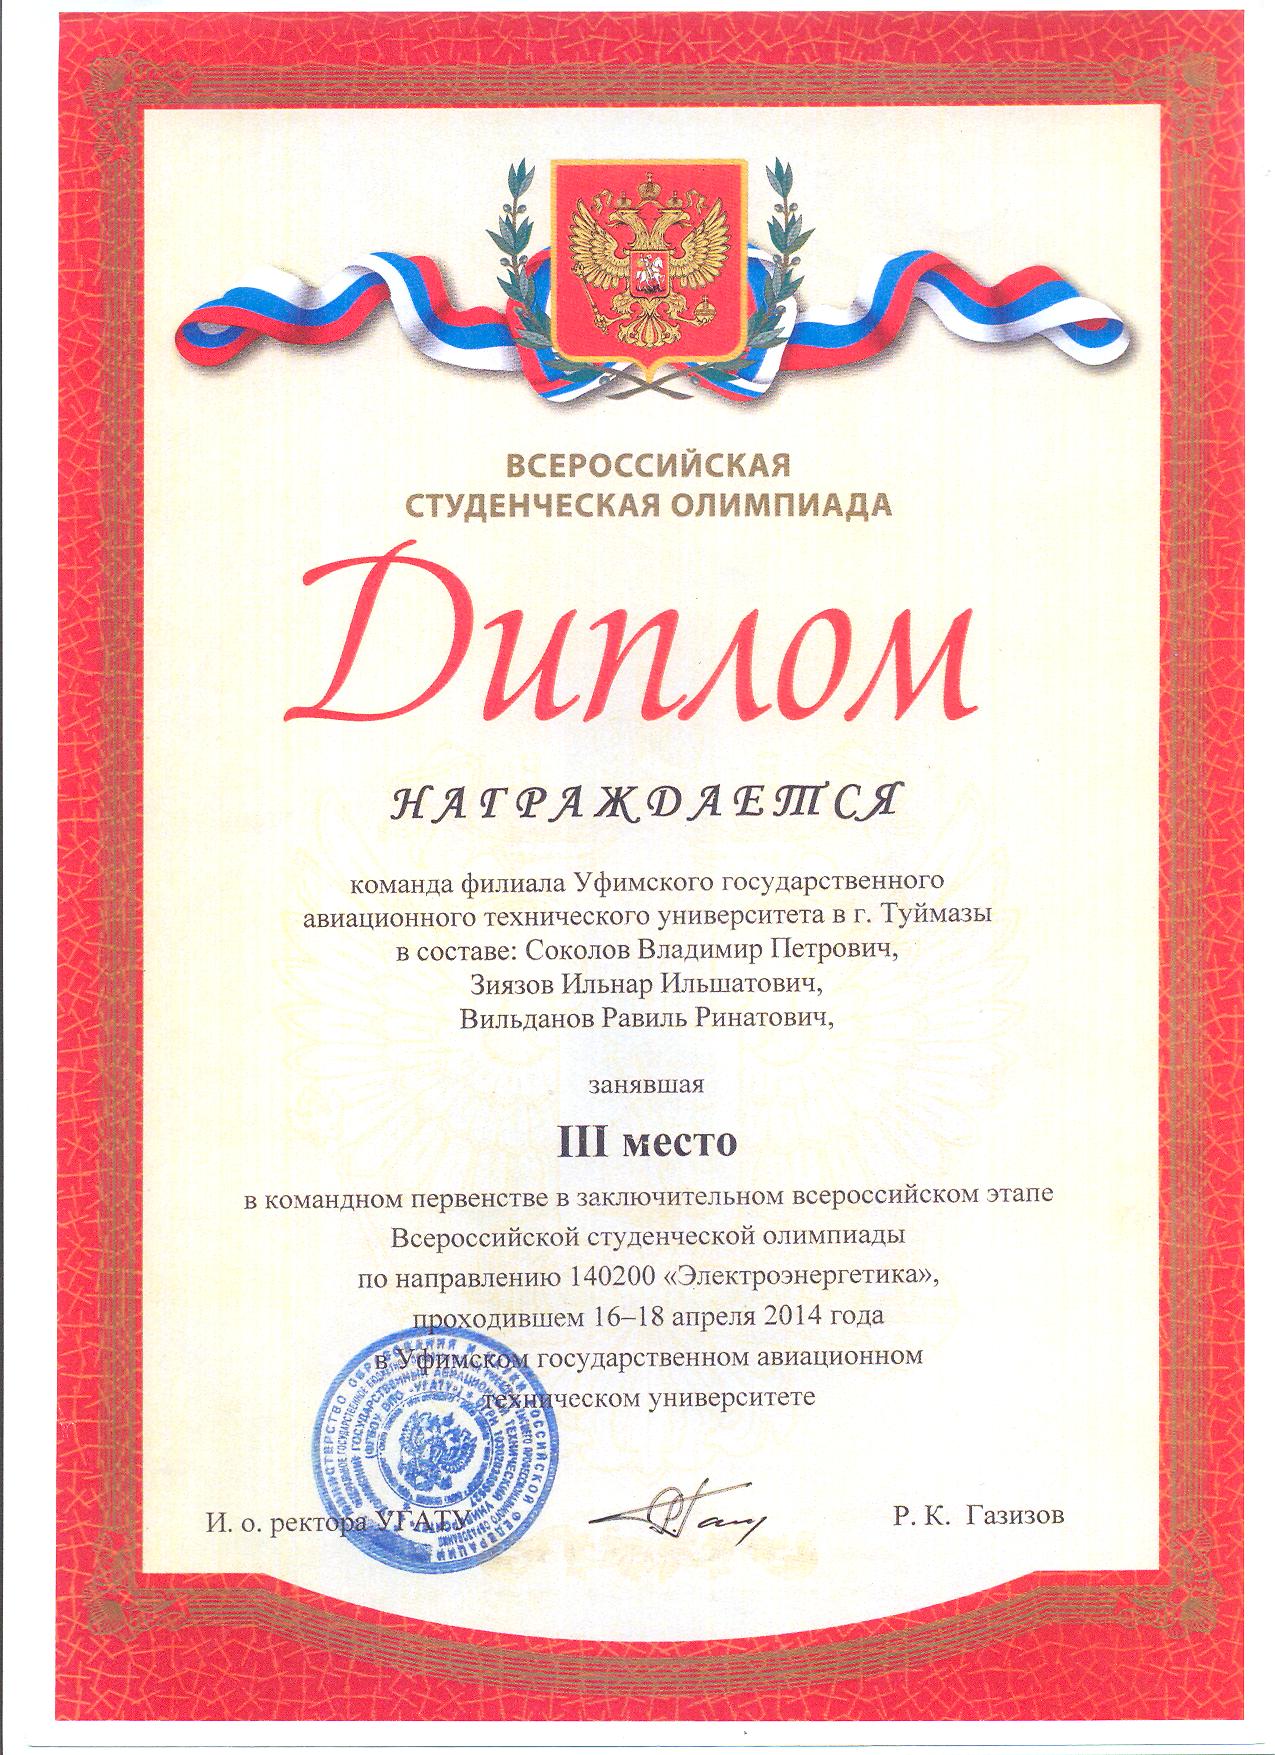 ВСЕРОССИЙСКАЯ
СТУДЕНЧЕСКАЯ ОЛИМПИАДА
Диплом
НАГРАЖДАЕТСЯ
команда филиала Уфимского государственного
авиационного технического университета в г. Туймазы
в составе: Соколов Владимир Петрович,
Зиязов Ильнар Ильшатович,
Вильданов Равиль Ринатович,
занявшая
III место
в командном первенстве в заключительном всероссийском этапе
Всероссийской студенческой олимпиады
по направлению 140200 «Электроэнергетика»,
проходившем 16–18 апреля 2014 года
в Уфимском государственном авиационном
техническом университете
И. о. ректора УГАТУ
Р. К. Газизов